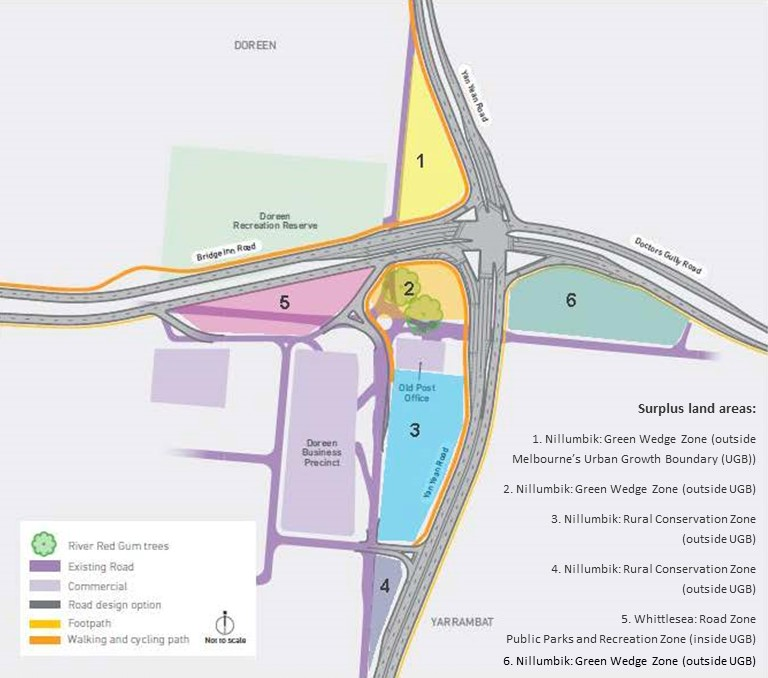 DOREEN
Yan Yean Road
1
Doreen
Recreation Reserve
Bridge Inn Road
Doctors Gully Road
2
5
6
Old Post
Office
3
Doreen
Business
Precinct
Yan Yean Road
4
YARRAMBAT
Surplus land areas:
1. Nillumbik: Green Wedge Zone (outside
Melbourne's Urban Growth Boundary (UGB))
2. Nillumbik: Green Wedge Zone (outside UGB)
3. Nillumbik: Rural Conservation Zone
(outside UGB)
4. Nillumbik: Rural Conservation Zone
(outside UGB)
5. Whittlesea: Road Zone
Public Parks and Recreation Zone (inside UGB)
6. Nillumbik: Green Wedge Zone (outside UGB)
River Red Gum trees
Existing Road
Commercial
Road design option
Footpath
Walking and cycling path
Not to scale